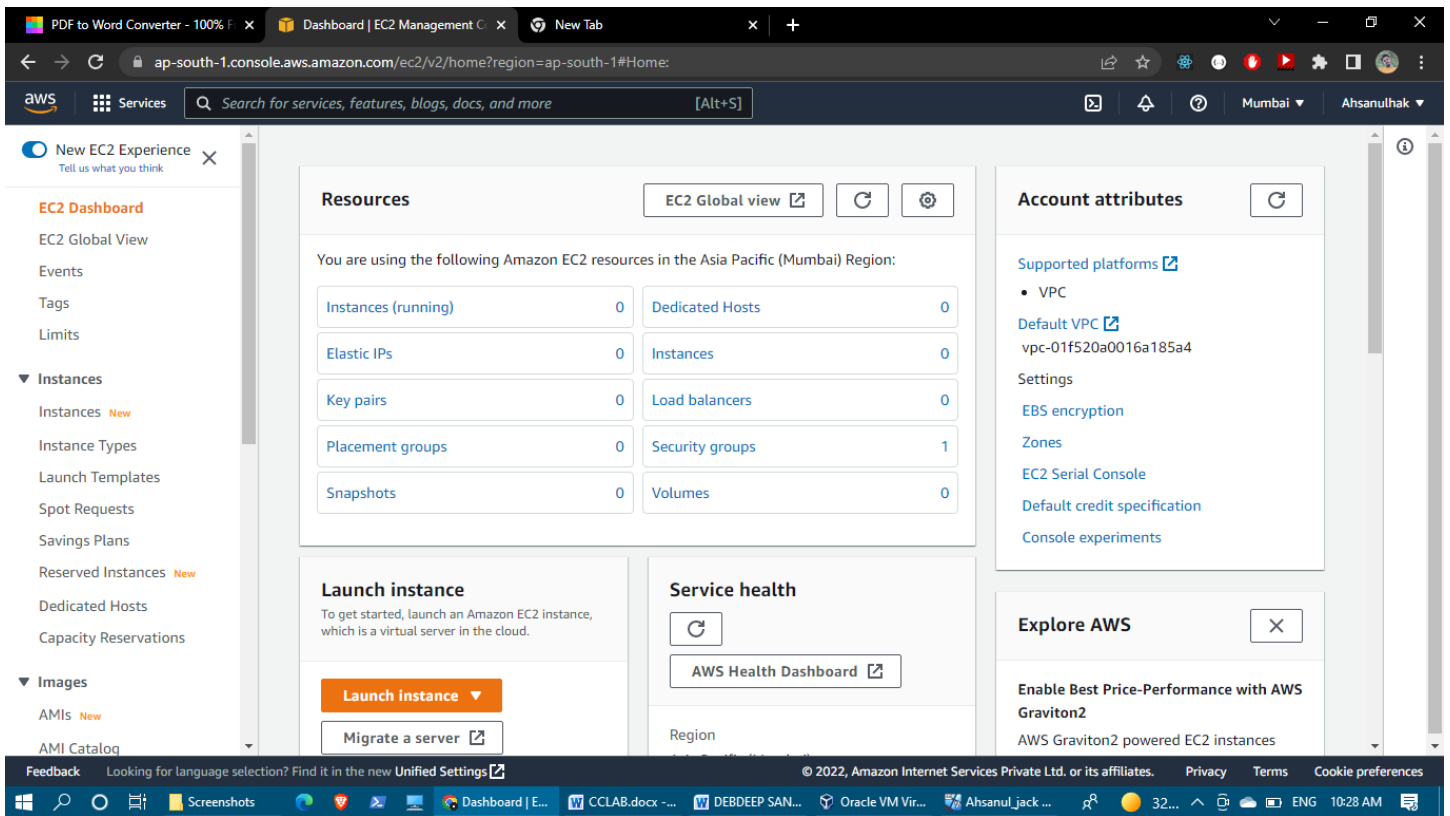 PDF to Word Converter - 100% F
Dashboard | EC2 Management C
New Tab
ap-south-1.console.aws.amazon.com/ec2/v2/home?region=ap-south-1#Home:
aws
Services
Search for services, features, blogs, docs, and more
[Alt+S]
Mumbai
Ahsanulhak
New EC2 Experience
Tell us what you think
EC2 Dashboard
EC2 Global View
Events
Tags
Limits
Instances
Instances New
Instance Types
Launch Templates
Spot Requests
Savings Plans
Reserved Instances New
Dedicated Hosts
Capacity Reservations
Images
AMIs New
AMI Catalog
Resources
EC2 Global view
You are using the following Amazon EC2 resources in the Asia Pacific (Mumbai) Region:
Instances (running) 0
Dedicated Hosts 0
Elastic IPs 0
Instances 0
Key pairs 0
Load balancers 0
Placement groups 0
Security groups 1
Snapshots 0
Volumes 0
Launch instance
To get started, launch an Amazon EC2 instance,
which is a virtual server in the cloud.
Launch instance
Migrate a server
Service health
AWS Health Dashboard
Region
Account attributes
Supported platforms
• VPC
Default VPC
vpc-01f520a0016a185a4
Settings
EBS encryption
Zones
EC2 Serial Console
Default credit specification
Console experiments
Explore AWS
Enable Best Price-Performance with AWS
Graviton2
AWS Graviton2 powered EC2 instances
Feedback
Looking for language selection? Find it in the new Unified Settings
© 2022, Amazon Internet Services Private Ltd. or its affiliates.
Privacy
Terms
Cookie preferences
Screenshots
Dashboard | E...
CCLAB.docx -...
DEBDEEP SAN...
Oracle VM Vir...
Ahsanul_jack ...
32...
ENG
10:28 AM